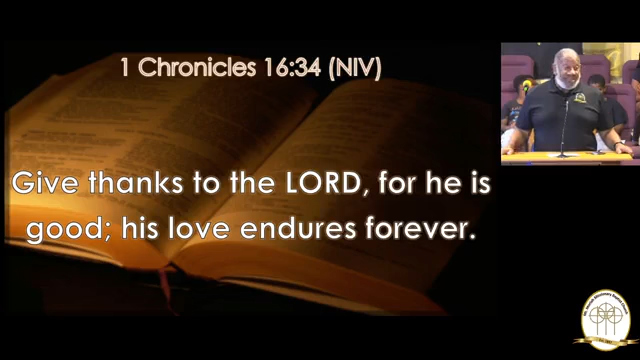 1 Chronicles 16:34 (NIV)
Give thanks to the LORD, for he is
good; his love endures forever.